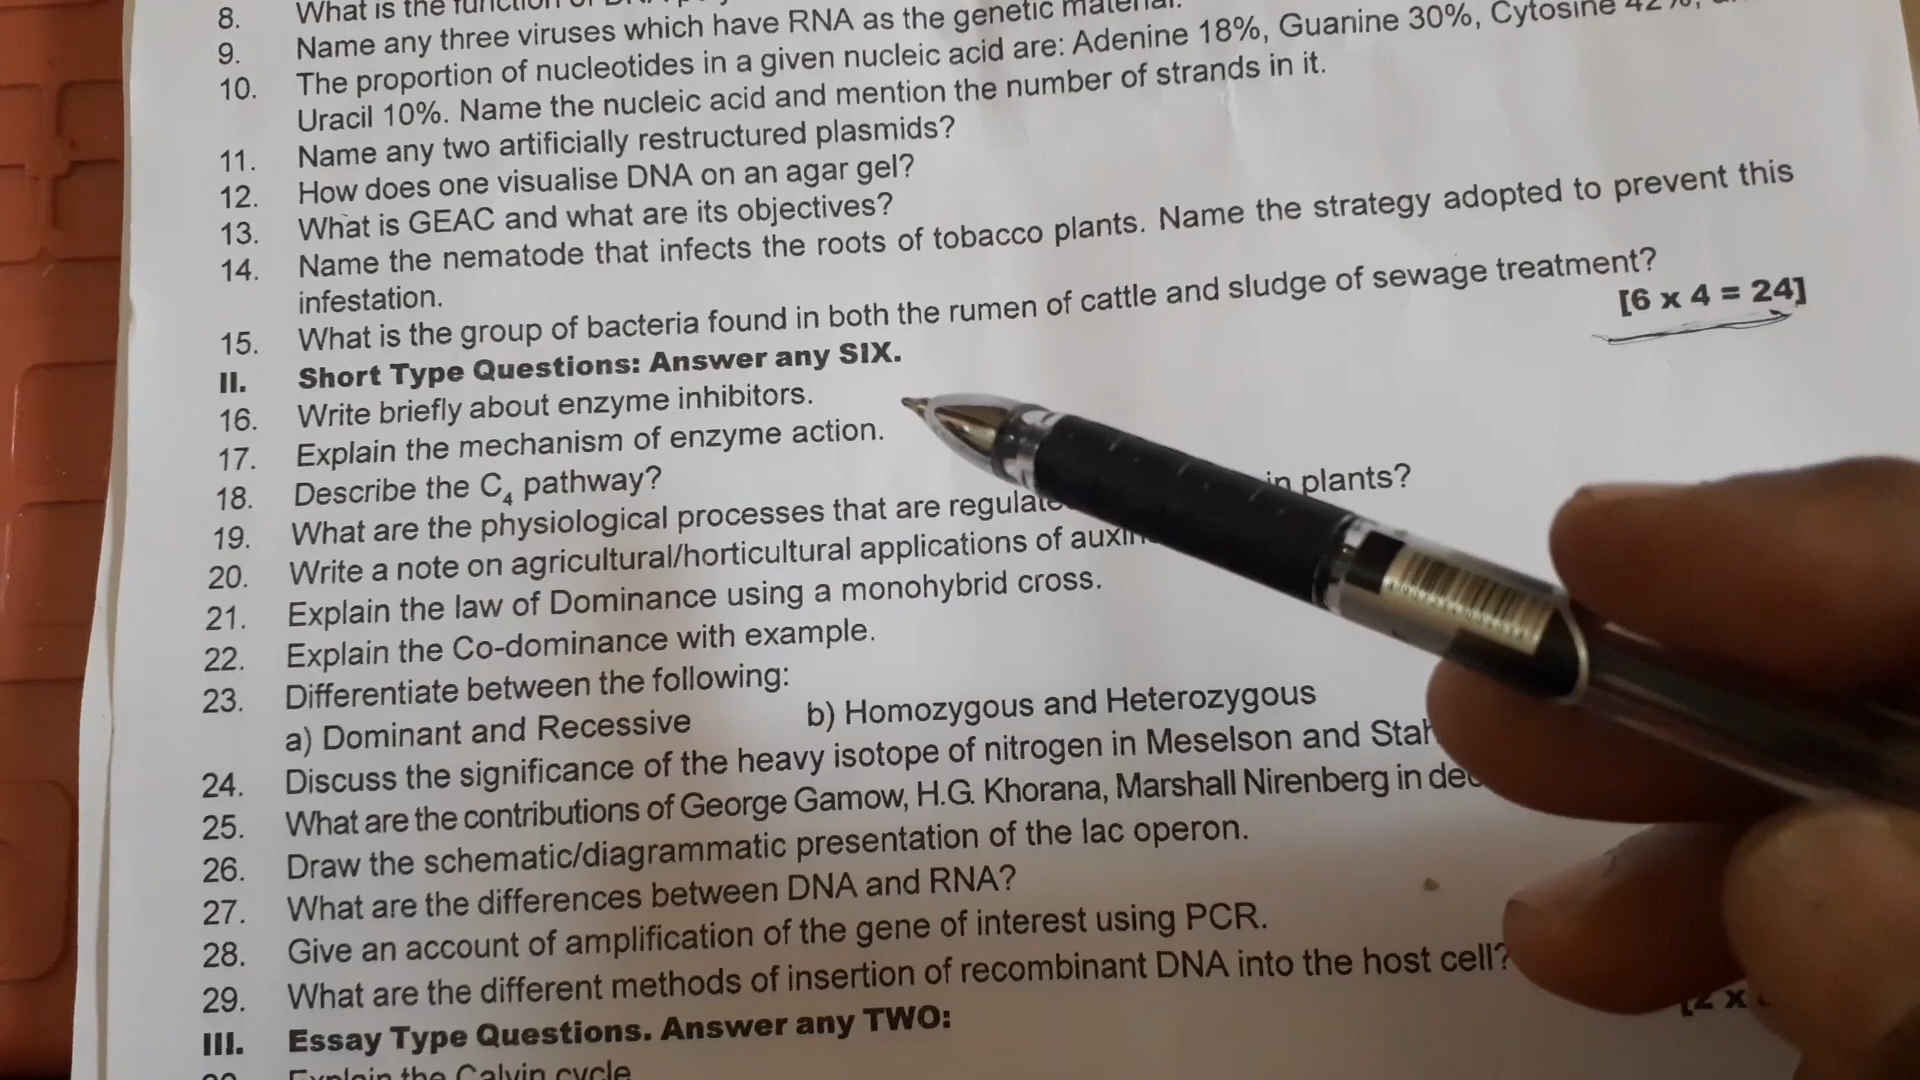 8. What is the function of
9. Name any three viruses which have RNA as the genetic material.
10. The proportion of nucleotides in a given nucleic acid are: Adenine 18%, Guanine 30%, Cytosine 42%,
Uracil 10%. Name the nucleic acid and mention the number of strands in it.
11. Name any two artificially restructured plasmids?
12. How does one visualise DNA on an agar gel?
13. What is GEAC and what are its objectives?
14. Name the nematode that infects the roots of tobacco plants. Name the strategy adopted to prevent this
infestation.
15. What is the group of bacteria found in both the rumen of cattle and sludge of sewage treatment?
II. Short Type Questions: Answer any SIX. [6 x 4 = 24]
16. Write briefly about enzyme inhibitors.
17. Explain the mechanism of enzyme action.
18. Describe the C₄ pathway?
19. What are the physiological processes that are in plants?
20. Write a note on agricultural/horticultural applications of
21. Explain the law of Dominance using a monohybrid cross.
22. Explain the Co-dominance with example.
23. Differentiate between the following:
a) Dominant and Recessive b) Homozygous and Heterozygous
24. Discuss the significance of the heavy isotope of nitrogen in Meselson and
25. What are the contributions of George Gamow, H.G. Khorana, Marshall Nirenberg in
26. Draw the schematic/diagrammatic presentation of the lac operon.
27. What are the differences between DNA and RNA?
28. Give an account of amplification of the gene of interest using PCR.
29. What are the different methods of insertion of recombinant DNA into the host cell?
III. Essay Type Questions. Answer any TWO: [2 x
Explain the Calvin cycle